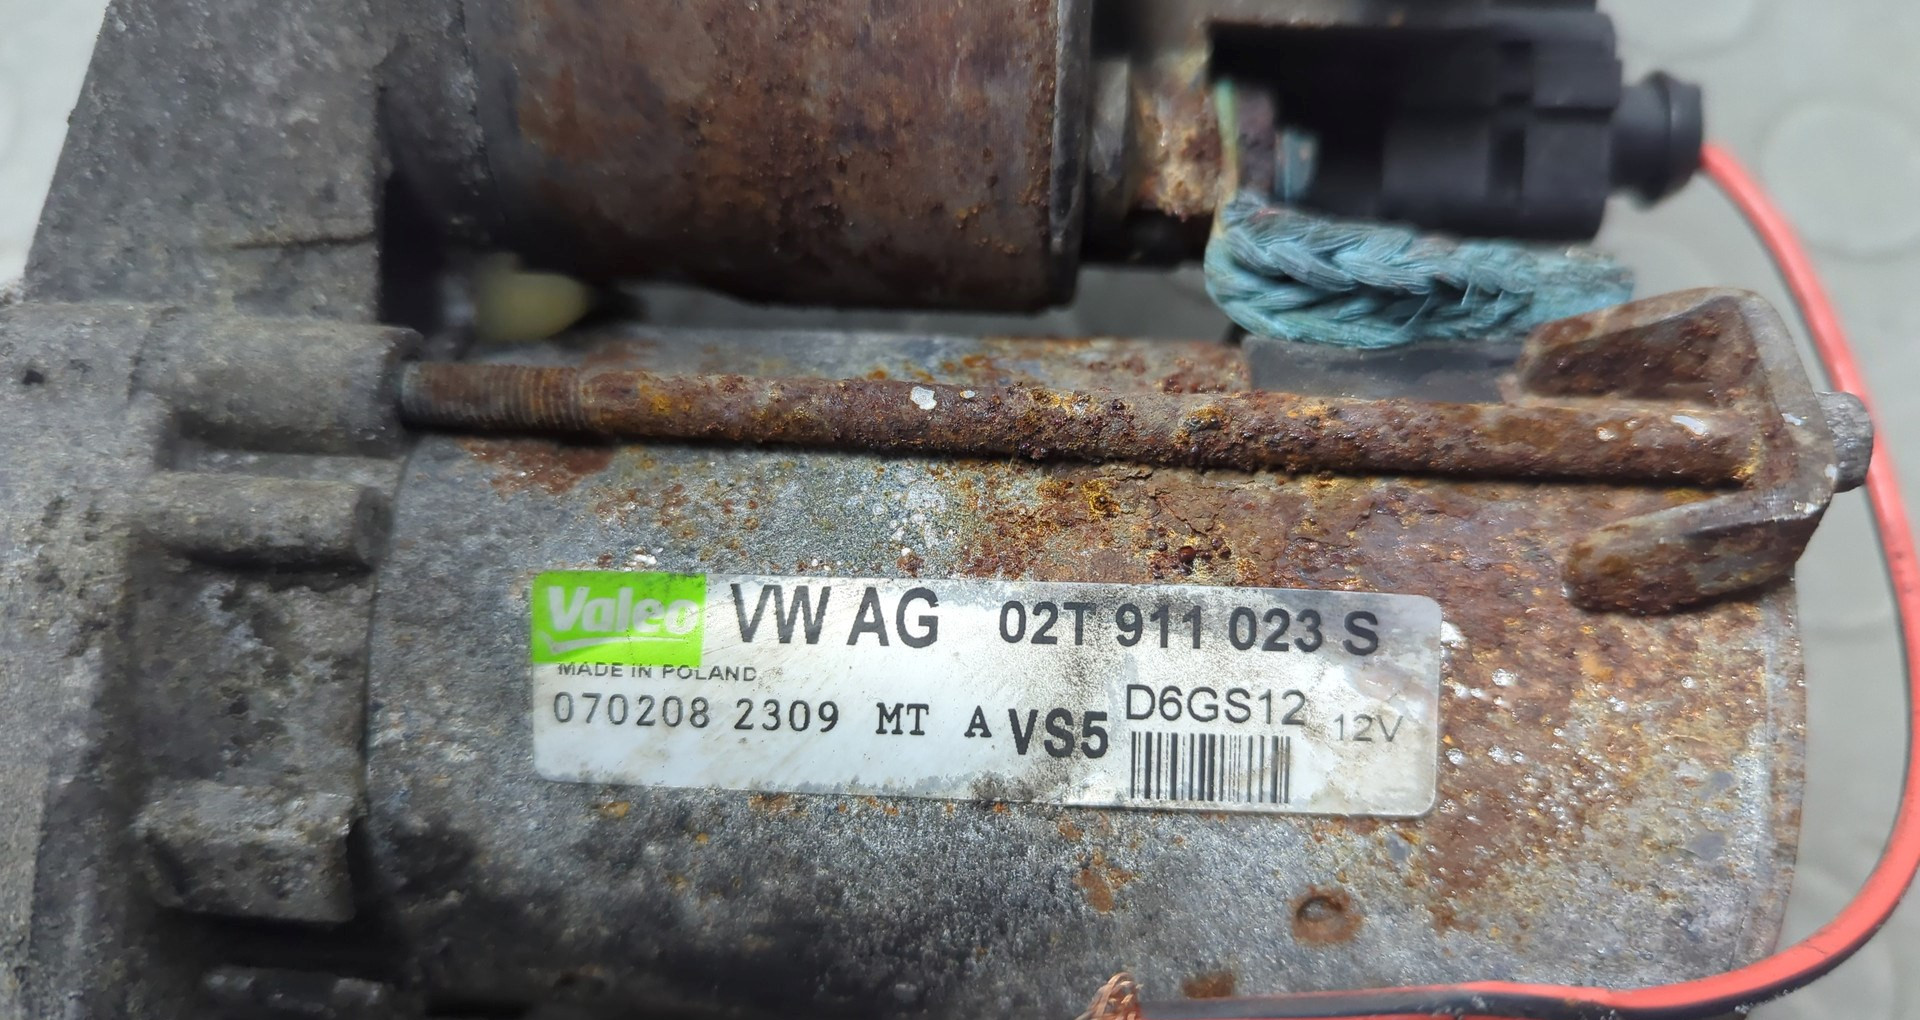 Valeo VW AG 02T 911 023 S
MADE IN POLAND
070208 2309 MT A VS5 D6GS12 12V